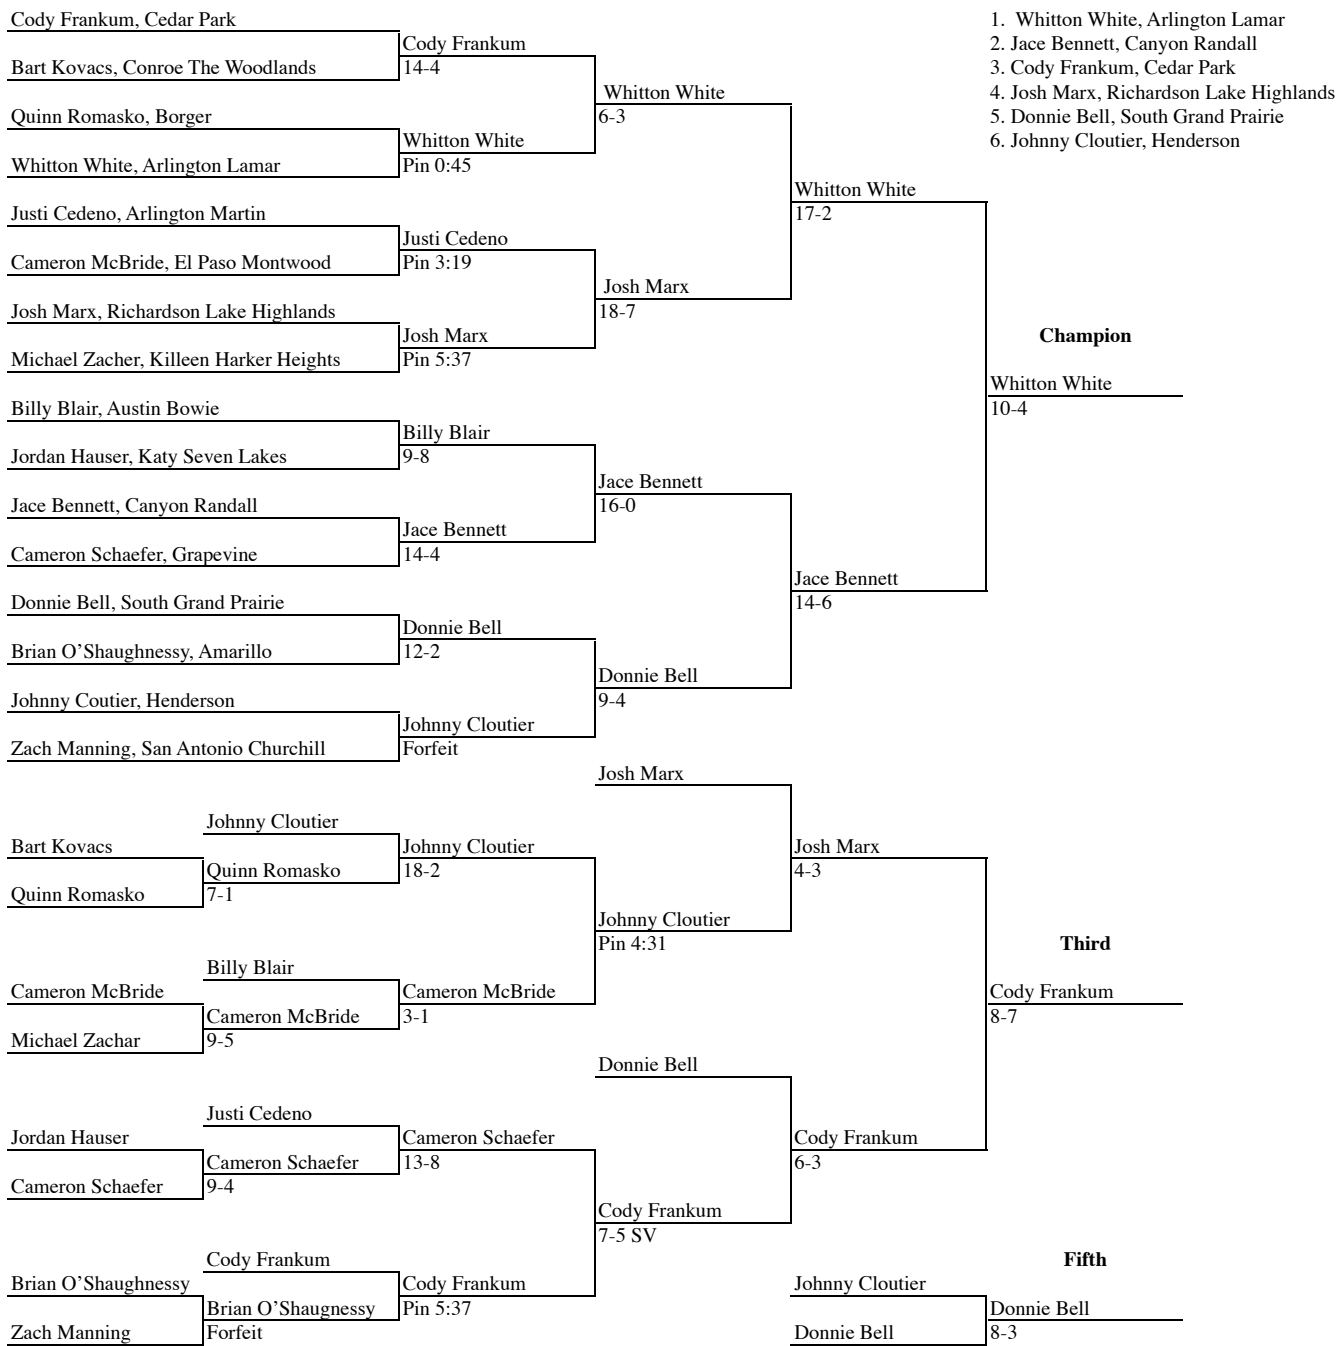 Cody Frankum, Cedar Park
Bart Kovacs, Conroe The Woodlands
Quinn Romasko, Borger
Whitton White, Arlington Lamar
Justi Cedeno, Arlington Martin
Cameron McBride, El Paso Montwood
Josh Marx, Richardson Lake Highlands
Michael Zacher, Killeen Harker Heights
Billy Blair, Austin Bowie
Jordan Hauser, Katy Seven Lakes
Jace Bennett, Canyon Randall
Cameron Schaefer, Grapevine
Donnie Bell, South Grand Prairie
Brian O'Shaughnessy, Amarillo
Johnny Coutier, Henderson
Zach Manning, San Antonio Churchill
Cody Frankum
14-4
Whitton White
Pin 0:45
Justi Cedeno
Pin 3:19
Josh Marx
Pin 5:37
Billy Blair
9-8
Jace Bennett
14-4
Donnie Bell
12-2
Johnny Cloutier
Forfeit
Whitton White
6-3
Josh Marx
18-7
Jace Bennett
16-0
Donnie Bell
9-4
Whitton White
17-2
Jace Bennett
14-6
Champion
Whitton White
10-4
1. Whitton White, Arlington Lamar
2. Jace Bennett, Canyon Randall
3. Cody Frankum, Cedar Park
4. Josh Marx, Richardson Lake Highlands
5. Donnie Bell, South Grand Prairie
6. Johnny Cloutier, Henderson
Bart Kovacs
Quinn Romasko
Cameron McBride
Michael Zachar
Jordan Hauser
Cameron Schaefer
Brian O'Shaughnessy
Zach Manning
Johnny Cloutier
Quinn Romasko
7-1
Billy Blair
Cameron McBride
9-5
Justi Cedeno
Cameron Schaefer
9-4
Cody Frankum
Brian O'Shaugnessy
Forfeit
Johnny Cloutier
18-2
Cameron McBride
3-1
Cameron Schaefer
13-8
Cody Frankum
Pin 5:37
Josh Marx
Johnny Cloutier
Pin 4:31
Donnie Bell
Cody Frankum
7-5 SV
Josh Marx
4-3
Cody Frankum
6-3
Third
Cody Frankum
8-7
Fifth
Johnny Cloutier
Donnie Bell
Donnie Bell
8-3